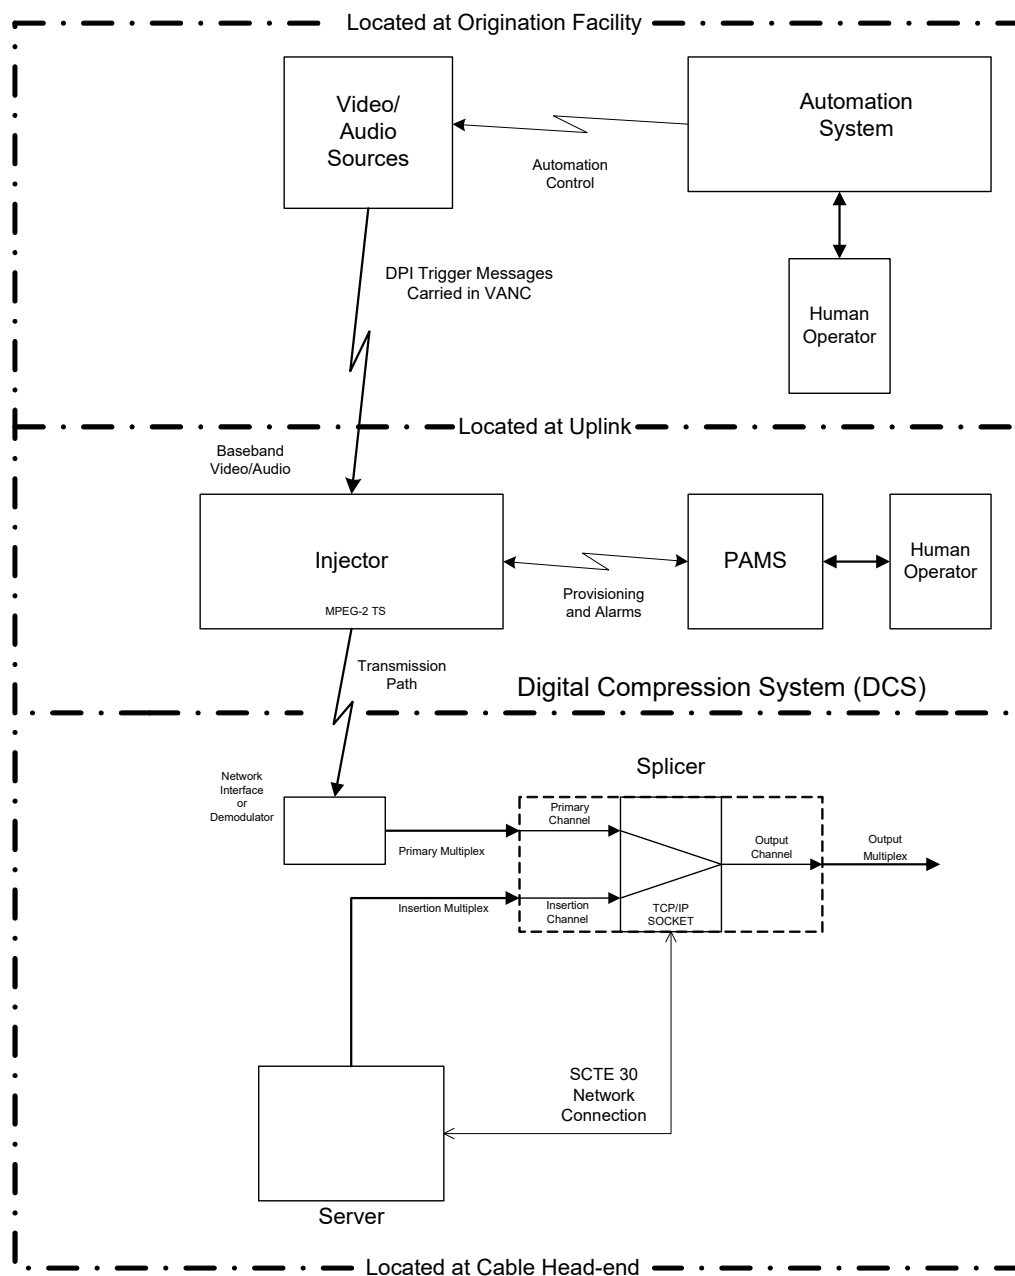 Located at Origination Facility
Video/
Audio
Sources
Automation
System
Automation
Control
DPI Trigger Messages
Carried in VANC
Human
Operator
Located at Uplink
Baseband
Video/Audio
Injector
MPEG-2 TS
Provisioning
and Alarms
PAMS
Human
Operator
Transmission
Path
Digital Compression System (DCS)
Splicer
Network
Interface
or
Demodulator
Primary Multiplex
Primary
Channel
Output
Channel
Output
Multiplex
Insertion Multiplex
Insertion
Channel
TCP/IP
SOCKET
SCTE 30
Network
Connection
Server
Located at Cable Head-end